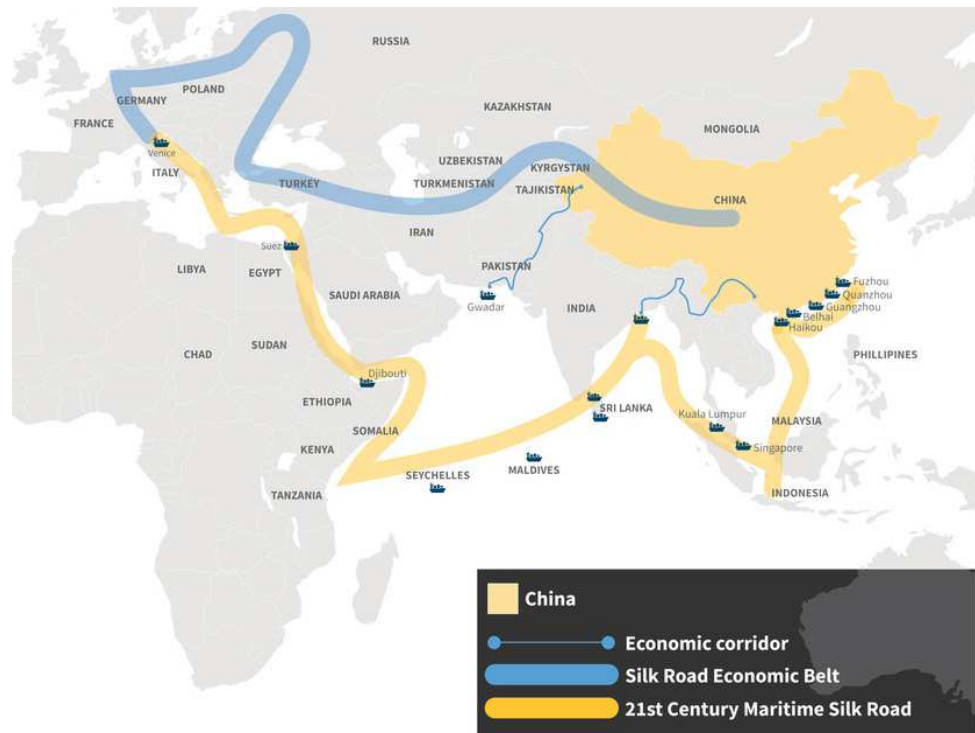 RUSSIA
POLAND
GERMANY
FRANCE
KAZAKHSTAN
MONGOLIA
Venice
ITALY
UZBEKISTAN
KYRGYSTAN
TURKEY
TURKMENISTAN
TAJIKISTAN
CHINA
IRAN
Suez
LIBYA
EGYPT
PAKISTAN
Gwadar
SAUDI ARABIA
INDIA
Fuzhou
Quanzhou
Guangzhou
Belhai
Haikou
CHAD
SUDAN
PHILLIPINES
Djibouti
ETHIOPIA
SRI LANKA
Kuala Lumpur
MALAYSIA
SOMALIA
KENYA
Singapore
SEYCHELLES
MALDIVES
TANZANIA
INDONESIA
China
Economic corridor
Silk Road Economic Belt
21st Century Maritime Silk Road